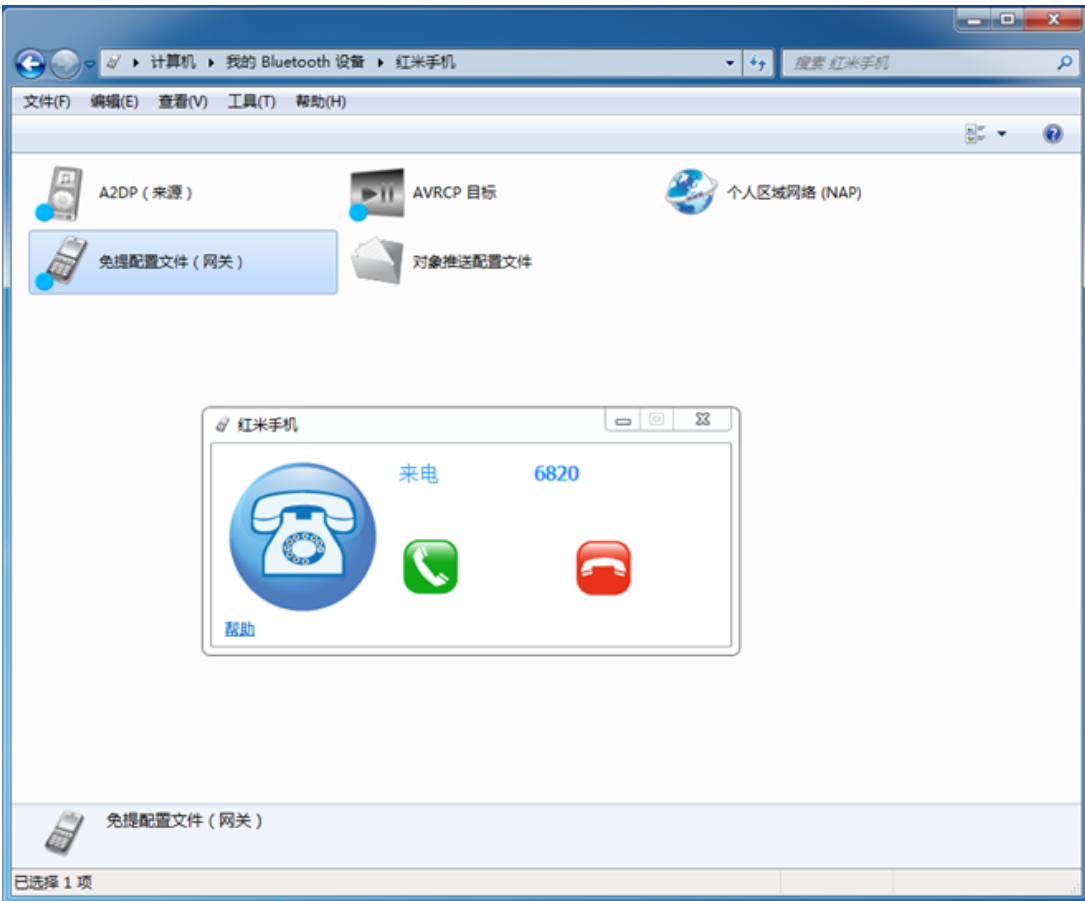 计算机 ▸ 我的 Bluetooth 设备 ▸ 红米手机
搜索 红米手机
文件(F) 编辑(E) 查看(V) 工具(T) 帮助(H)
A2DP（来源）
AVRCP 目标
个人区域网络 (NAP)
免提配置文件（网关）
对象推送配置文件
红米手机
来电 6820
帮助
免提配置文件（网关）
已选择 1 项